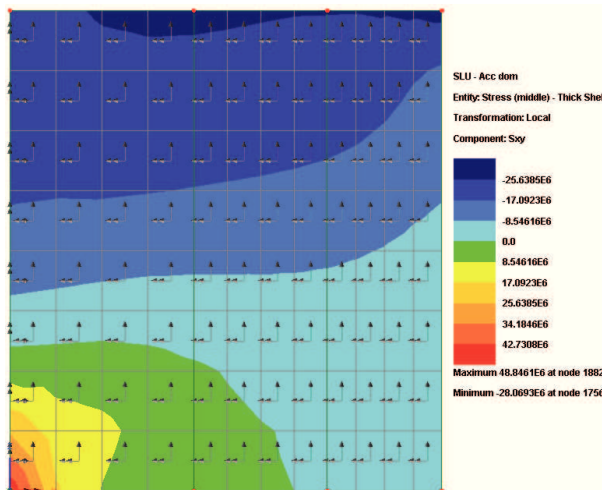 SLU - Acc dom
Entity: Stress (middle) - Thick Shel
Transformation: Local
Component: Sxy
-25.6385E6
-17.0923E6
-8.54616E6
0.0
8.54616E6
17.0923E6
25.6385E6
34.1846E6
42.7308E6
Maximum 48.8461E6 at node 1882
Minimum -28.0693E6 at node 1756